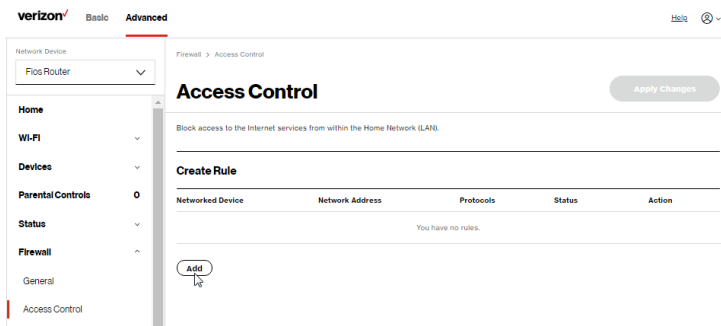 verizon✓ Basic Advanced Help
Network Device
Fios Router
Firewall > Access Control
Access Control Apply Changes
Home
Block access to the Internet services from within the Home Network (LAN).
Wi-Fi
Devices
Create Rule
Parental Controls 0
Networked Device Network Address Protocols Status Action
Status
You have no rules.
Firewall
Add
General
Access Control